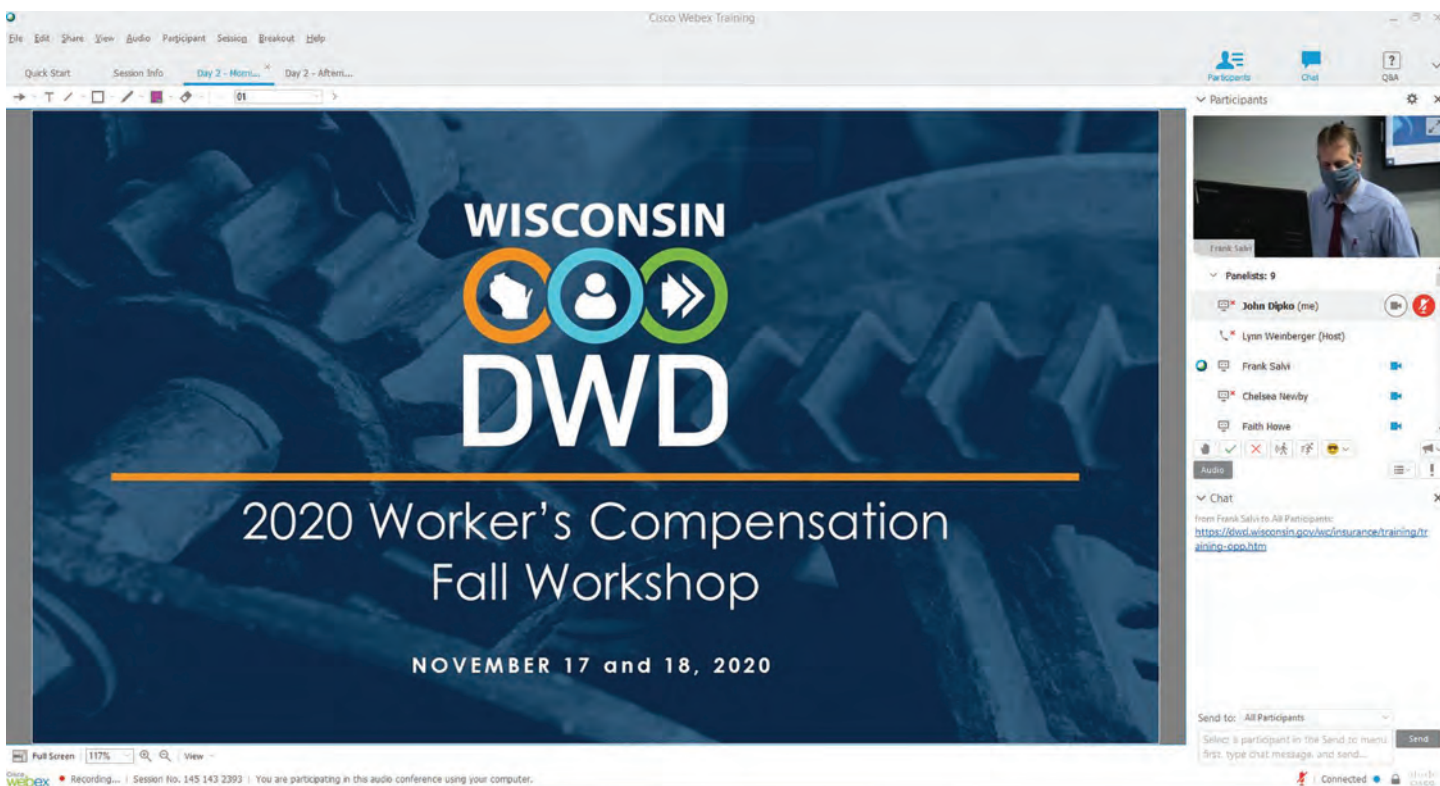 Cisco Webex Training
File Edit Share View Audio Participant Session Breakout Help
Quick Start Session Info Day 2 - Morni... Day 2 - Aftern...
Participants Chat Q&A
01
Participants
WISCONSIN
DWD
2020 Worker's Compensation
Fall Workshop
NOVEMBER 17 and 18, 2020
Frank Salvi
Panelists: 9
John Dipko (me)
Lynn Weinberger (Host)
Frank Salvi
Chelsea Newby
Faith Howe
Audio
Chat
from Frank Salvi to All Participants:
https://dwd.wisconsin.gov/wc/insurance/training/tr
aining-opp.htm
Send to: All Participants
Select a participant in the Send to menu
first, type chat message, and send...
Send
Full Screen 117% View
Cisco webex Recording... Session No. 145 143 2393 You are participating in this audio conference using your computer.
Connected